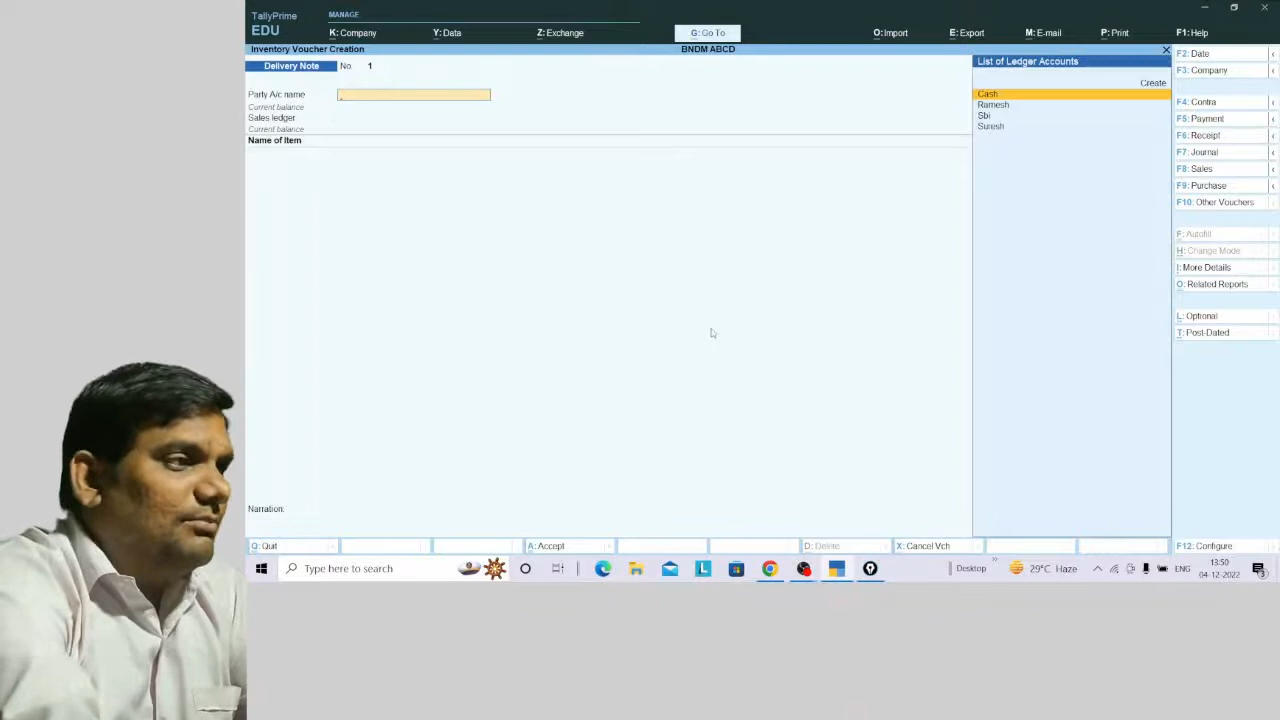 TallyPrime
MANAGE
EDU
K: Company
Y: Data
Z: Exchange
G: Go To
O: Import
E: Export
M: E-mail
P: Print
F1: Help
Inventory Voucher Creation
BNDM ABCD
Delivery Note
No.
1
Party A/c name
Current balance
Sales ledger
Current balance
Name of Item
List of Ledger Accounts
Create
Cash
Ramesh
Sbi
Suresh
F2: Date
F3: Company
F4: Contra
F5: Payment
F6: Receipt
F7: Journal
F8: Sales
F9: Purchase
F10: Other Vouchers
F: Autofill
H: Change Mode
I: More Details
O: Related Reports
L: Optional
T: Post-Dated
Narration:
Q: Quit
A: Accept
D: Delete
X: Cancel Vch
F12: Configure
Type here to search
L
Desktop
29°C Haze
ENG
13:50
04-12-2022
3